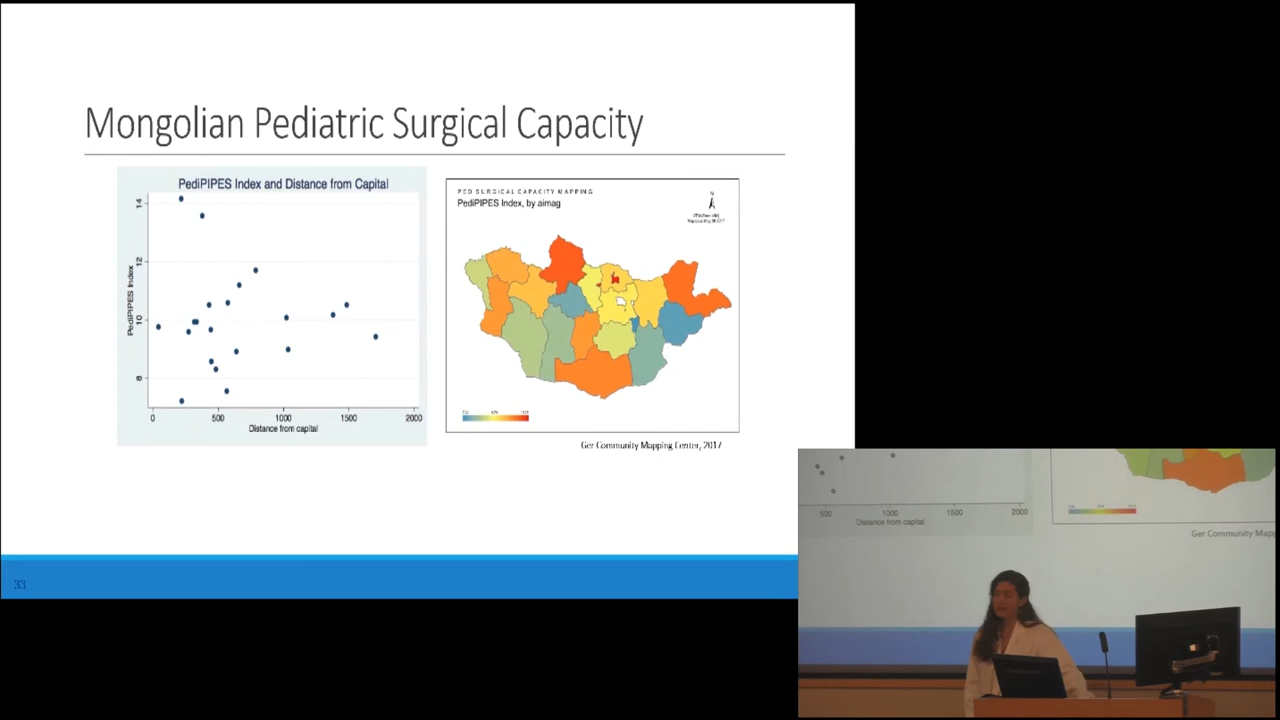 Mongolian Pediatric Surgical Capacity
PediPIPES Index and Distance from Capital
PediPIPES Index
14
12
10
8
0
500
1000
1500
2000
Distance from capital
PED SURGICAL CAPACITY MAPPING
PediPIPES Index, by aimag
N
Ger Community Mapping Center, 2017
33
500
1000
1500
2000
Distance from capital
Ger Community Mapp